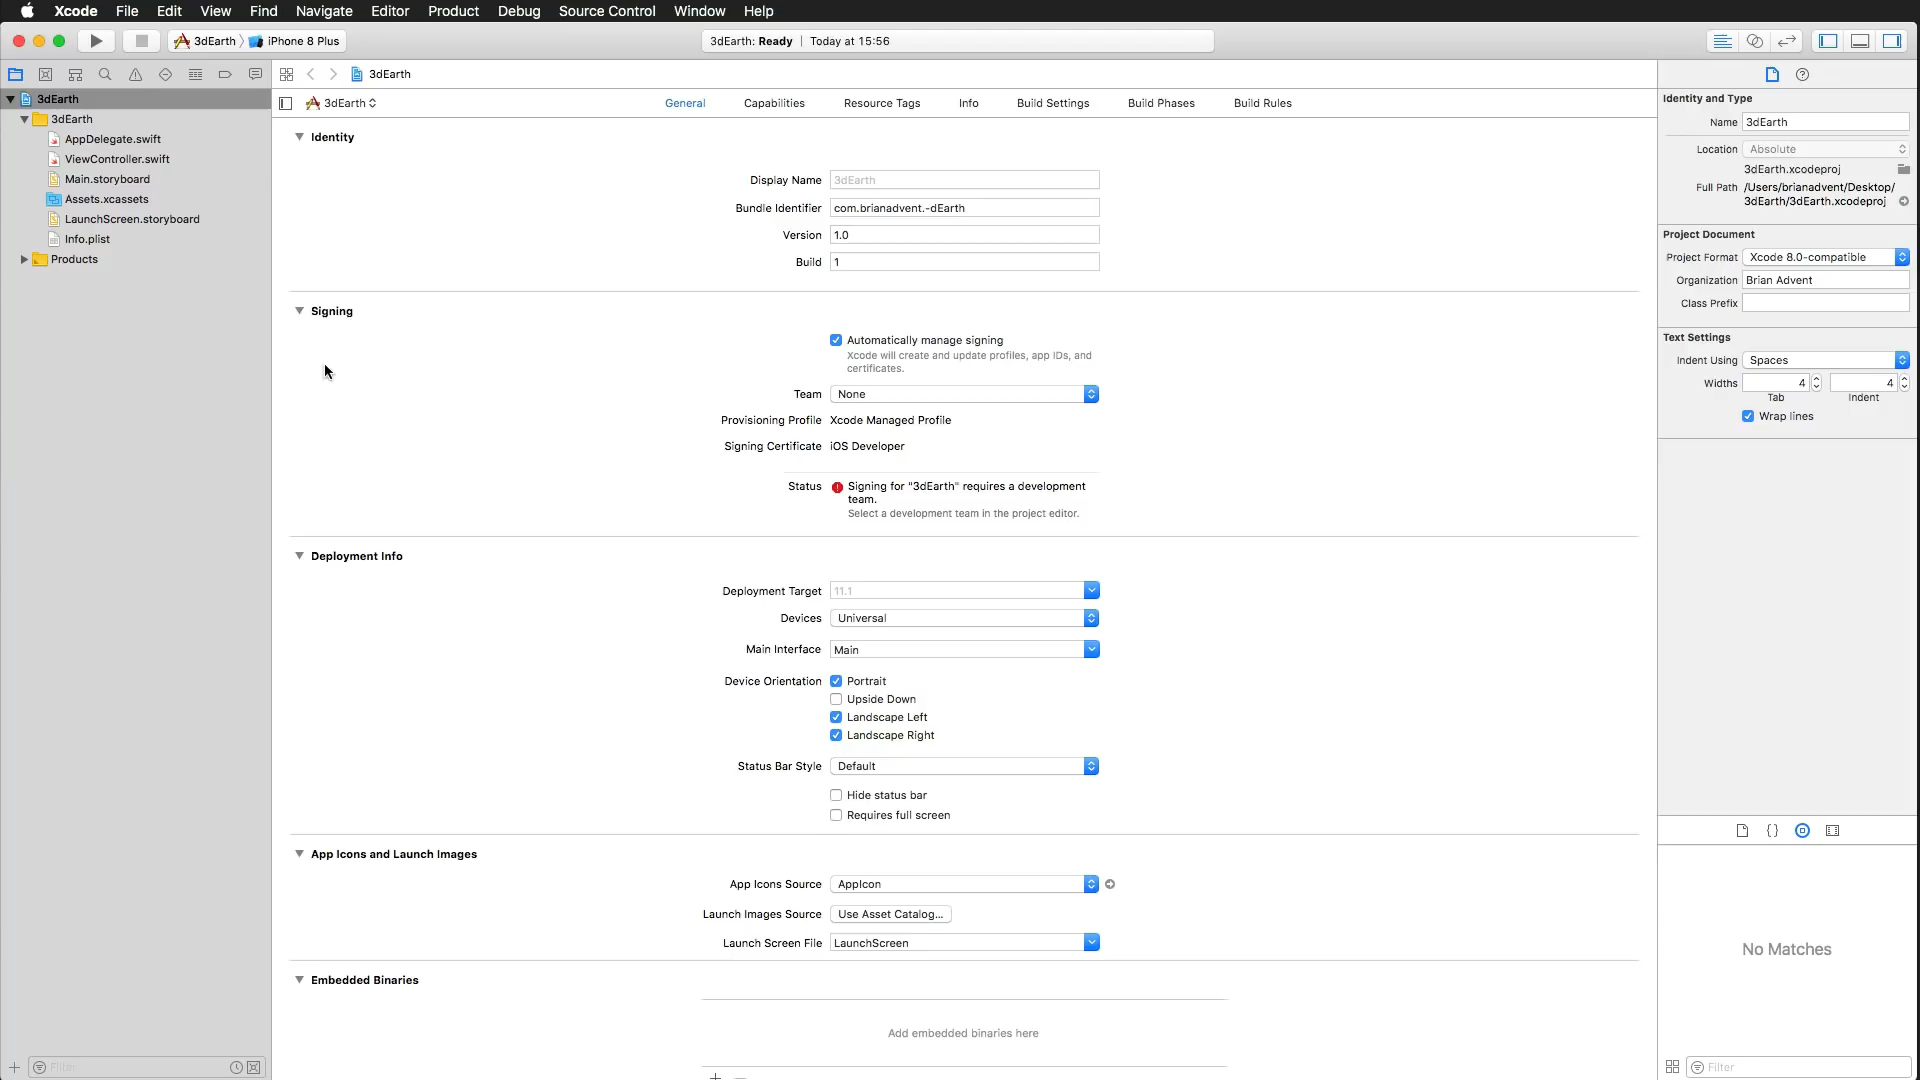 Xcode File Edit View Find Navigate Editor Product Debug Source Control Window Help
3dEarth iPhone 8 Plus
3dEarth: Ready | Today at 15:56
3dEarth
3dEarth
3dEarth
AppDelegate.swift
ViewController.swift
Main.storyboard
Assets.xcassets
LaunchScreen.storyboard
Info.plist
Products
Filter
3dEarth
General Capabilities Resource Tags Info Build Settings Build Phases Build Rules
Identity
Display Name 3dEarth
Bundle Identifier com.brianadvent.-dEarth
Version 1.0
Build 1
Signing
Automatically manage signing
Xcode will create and update profiles, app IDs, and
certificates.
Team None
Provisioning Profile Xcode Managed Profile
Signing Certificate iOS Developer
Status Signing for "3dEarth" requires a development
team.
Select a development team in the project editor.
Deployment Info
Deployment Target 11.1
Devices Universal
Main Interface Main
Device Orientation Portrait
Upside Down
Landscape Left
Landscape Right
Status Bar Style Default
Hide status bar
Requires full screen
App Icons and Launch Images
App Icons Source AppIcon
Launch Images Source Use Asset Catalog...
Launch Screen File LaunchScreen
Embedded Binaries
Add embedded binaries here
Identity and Type
Name 3dEarth
Location Absolute
3dEarth.xcodeproj
Full Path /Users/brianadvent/Desktop/
3dEarth/3dEarth.xcodeproj
Project Document
Project Format Xcode 8.0-compatible
Organization Brian Advent
Class Prefix
Text Settings
Indent Using Spaces
Widths 4 4
Tab Indent
Wrap lines
No Matches
Filter